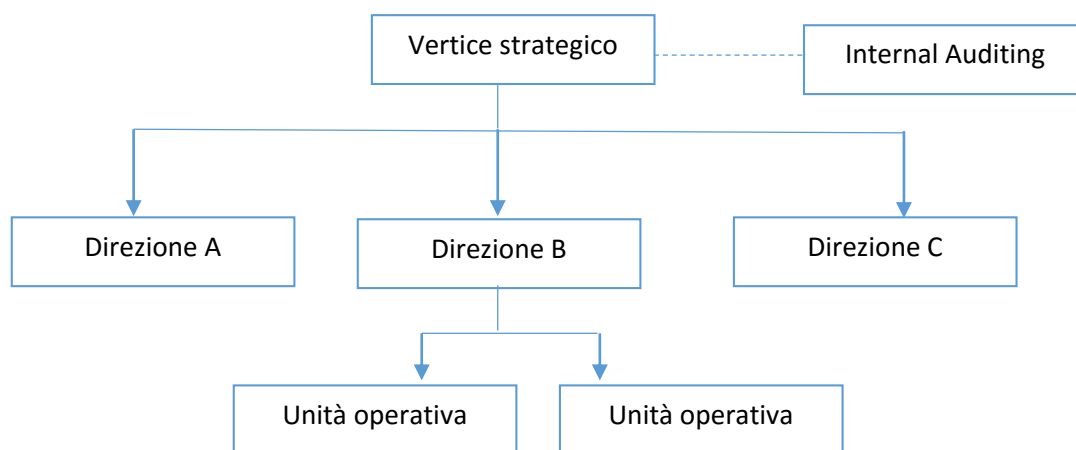 Vertice strategico
Internal Auditing
Direzione A
Direzione B
Direzione C
Unità operativa
Unità operativa